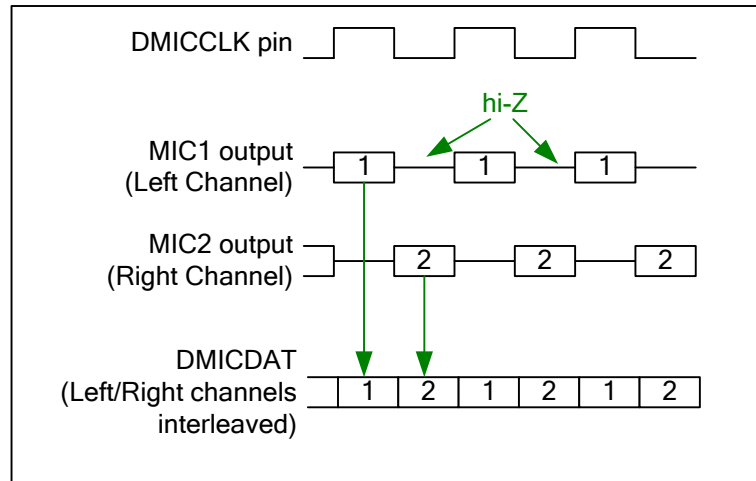 DMICCLK pin
hi-Z
MIC1 output
(Left Channel)
1 1 1
MIC2 output
(Right Channel)
2 2 2
DMICDAT
(Left/Right channels
interleaved)
1 2 1 2 1 2